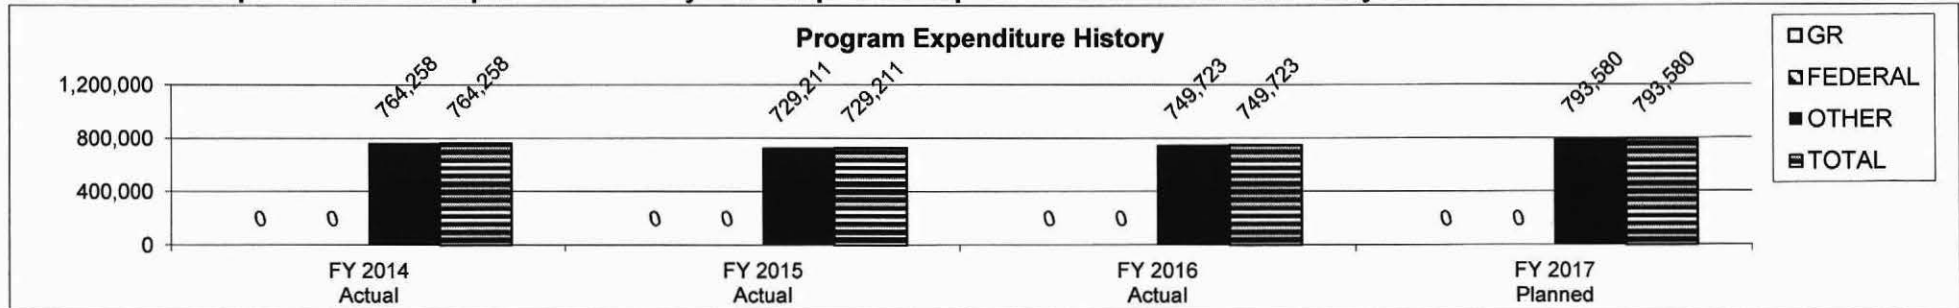 Program Expenditure History
GR
FEDERAL
OTHER
TOTAL
1,200,000
800,000
400,000
0
0 0 764,258 764,258
0 0 729,211 729,211
0 0 749,723 749,723
0 0 793,580 793,580
FY 2014
Actual
FY 2015
Actual
FY 2016
Actual
FY 2017
Planned